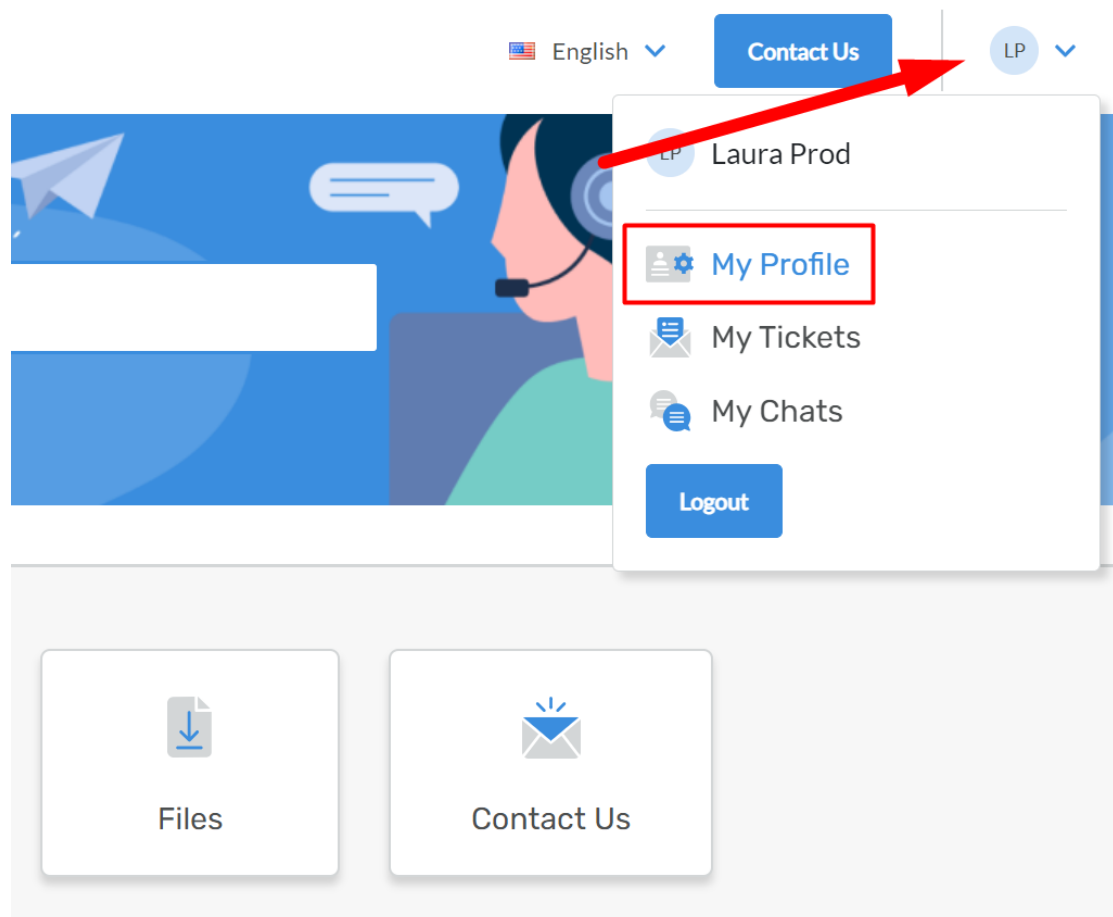 English
Contact Us
LP
LP
Laura Prod
My Profile
My Tickets
My Chats
Logout
Files
Contact Us